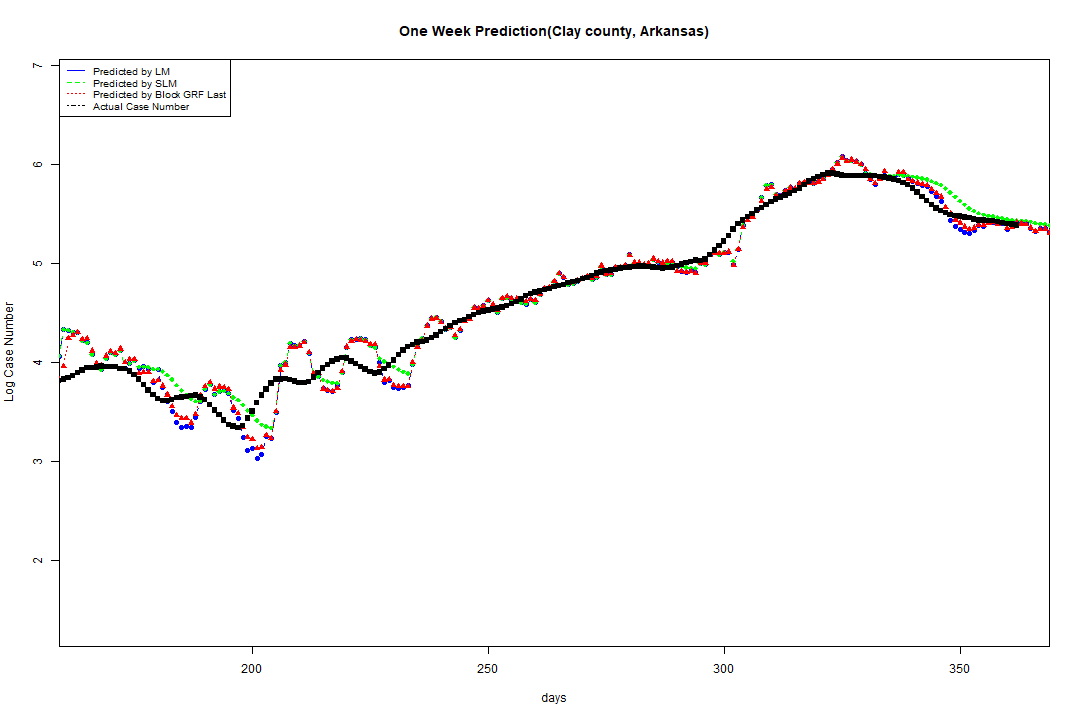 One Week Prediction(Clay county, Arkansas)
Predicted by LM
Predicted by SLM
Predicted by Block GRF Last
Actual Case Number
7
6
5
4
3
2
Log Case Number
200
250
300
350
days